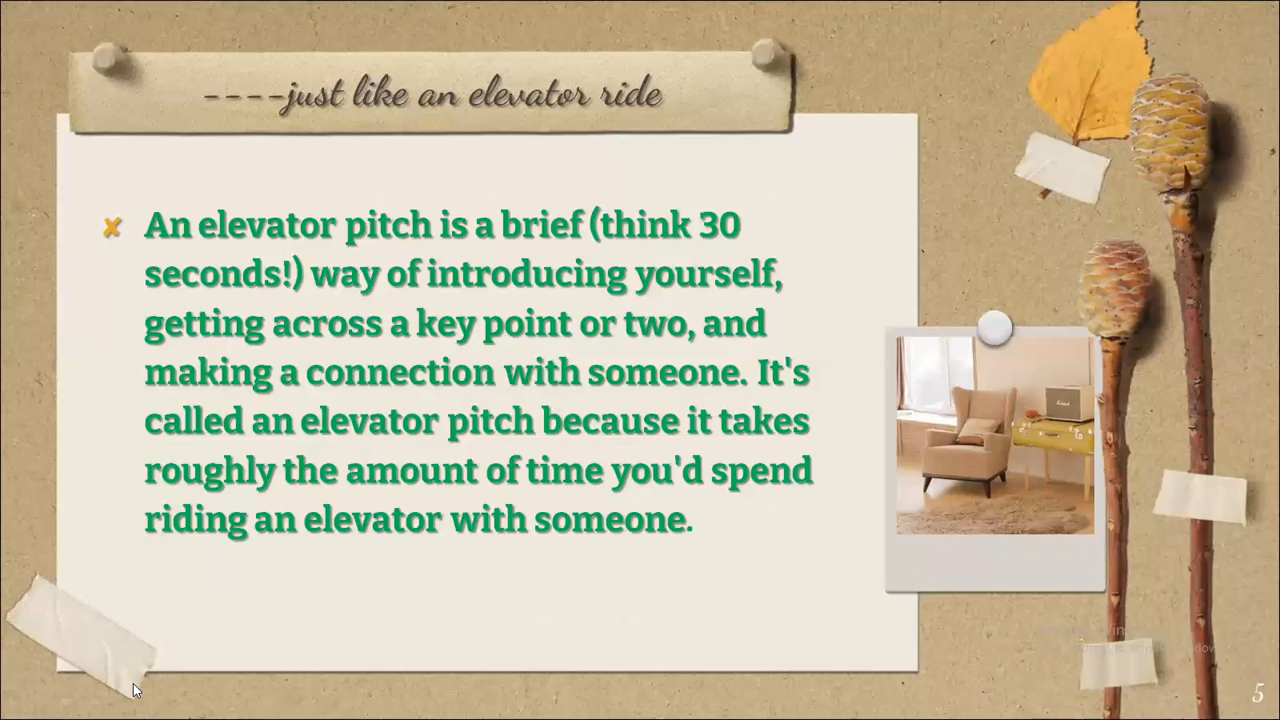 ----just like an elevator ride
✘ An elevator pitch is a brief (think 30
seconds!) way of introducing yourself,
getting across a key point or two, and
making a connection with someone. It's
called an elevator pitch because it takes
roughly the amount of time you'd spend
riding an elevator with someone.
5